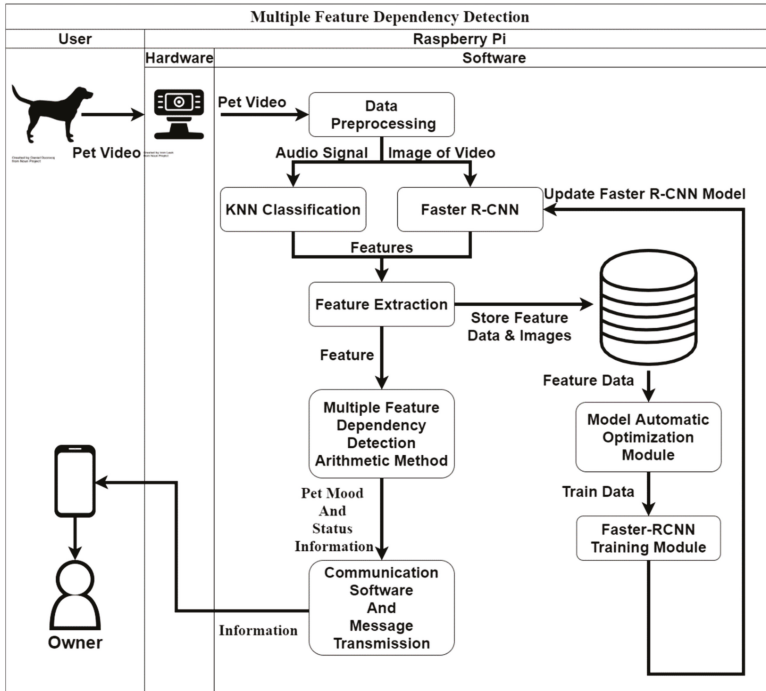 Multiple Feature Dependency Detection
User
Raspberry Pi
Hardware
Software
Pet Video
Pet Video
Data
Preprocessing
Audio Signal
Image of Video
KNN Classification
Faster R-CNN
Update Faster R-CNN Model
Features
Feature Extraction
Store Feature
Data & Images
Feature
Feature Data
Multiple Feature
Dependency
Detection
Arithmetic Method
Model Automatic
Optimization
Module
Train Data
Pet Mood
And
Status
Information
Faster-RCNN
Training Module
Communication
Software
And
Message
Transmission
Information
Owner